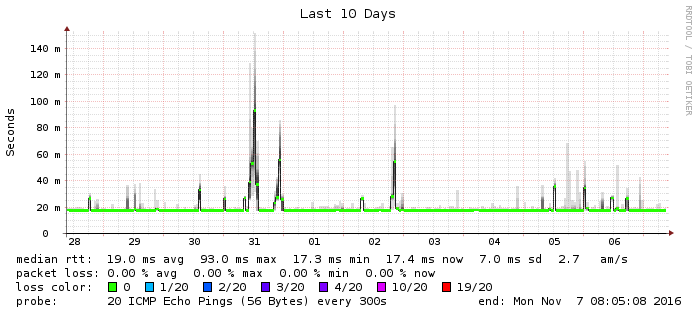 Last 10 Days
RRDTOOL / TOBI OETIKER
Seconds
140 m
120 m
100 m
80 m
60 m
40 m
20 m
0
28 29 30 31 01 02 03 04 05 06
median rtt: 19.0 ms avg 93.0 ms max 17.3 ms min 17.4 ms now 7.0 ms sd 2.7 am/s
packet loss: 0.00 % avg 0.00 % max 0.00 % min 0.00 % now
loss color: 0 1/20 2/20 3/20 4/20 10/20 19/20
probe: 20 ICMP Echo Pings (56 Bytes) every 300s end: Mon Nov 7 08:05:08 2016